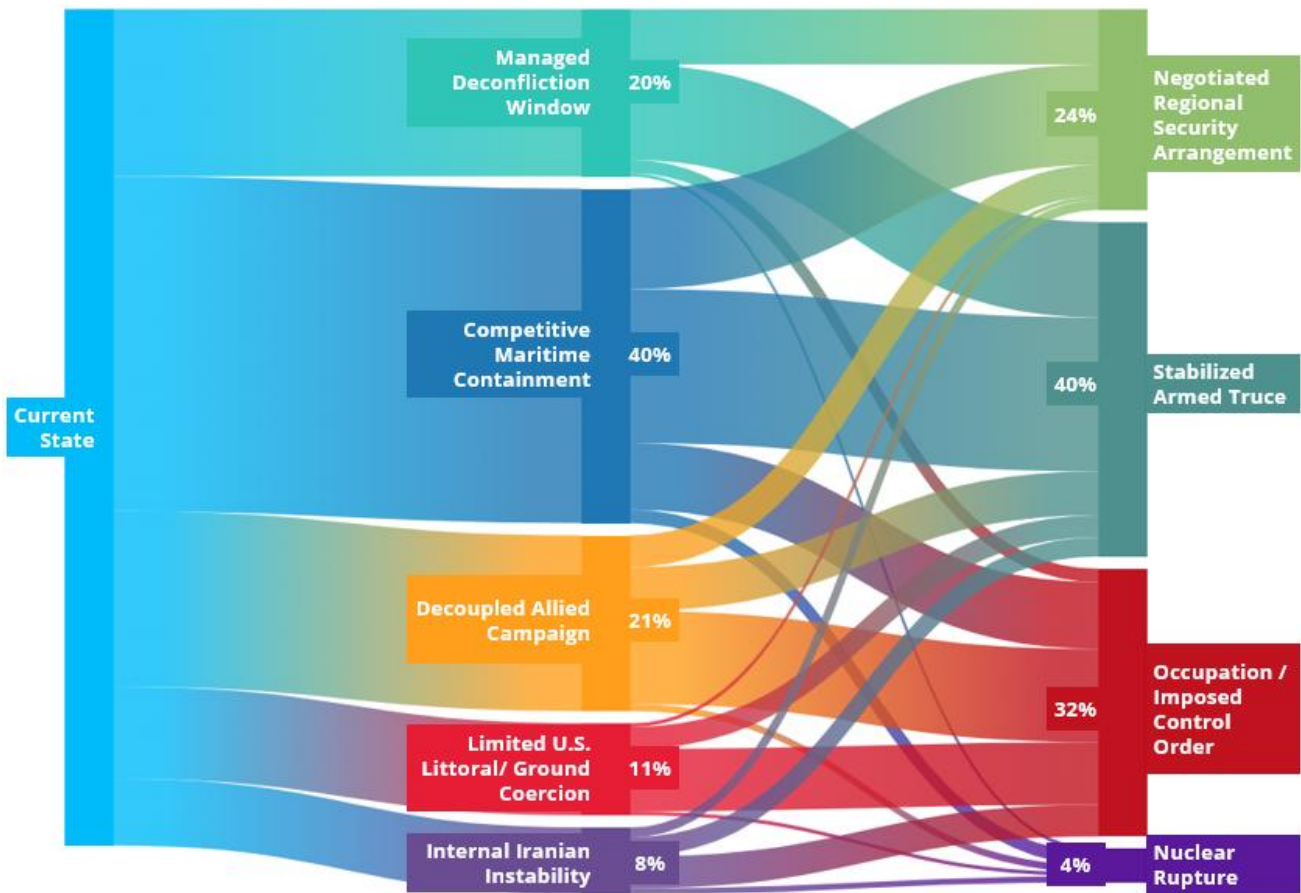 Current
State
Managed
Deconfliction
Window
20%
Competitive
Maritime
Containment
40%
Decoupled Allied
Campaign
21%
Limited U.S.
Littoral/ Ground
Coercion
11%
Internal Iranian
Instability
8%
24%
Negotiated
Regional
Security
Arrangement
40%
Stabilized
Armed Truce
32%
Occupation /
Imposed
Control
Order
4%
Nuclear
Rupture